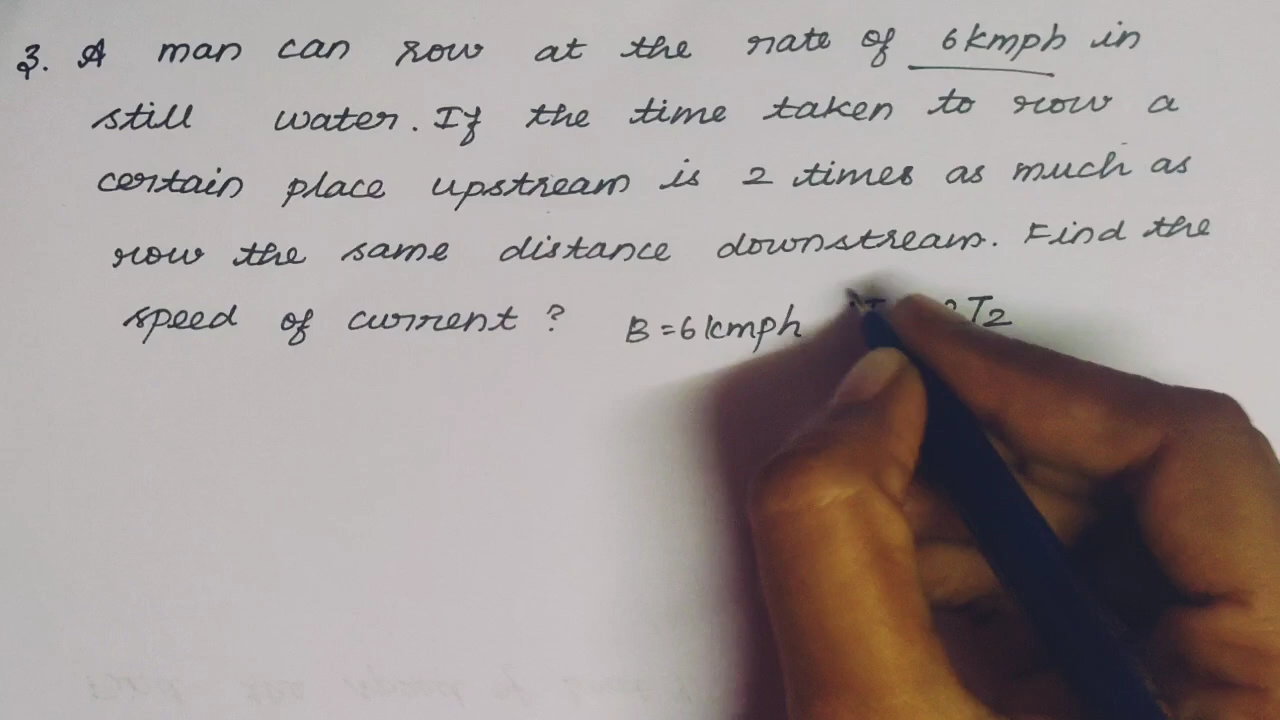 3. A man can row at the rate of 6kmph in
still water. If the time taken to row a
certain place upstream is 2 times as much as
row the same distance downstream. Find the
speed of current ? B=6kmph T2